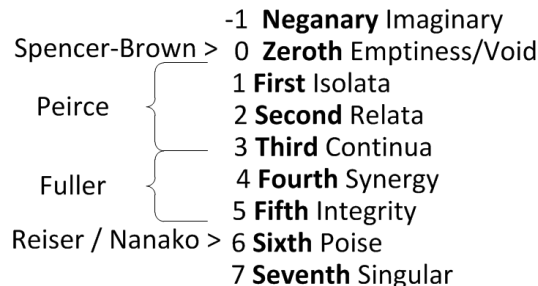 -1 Neganary Imaginary
Spencer-Brown > 0 Zeroth Emptiness/Void
1 First Isolata
Peirce
2 Second Relata
3 Third Continua
Fuller
4 Fourth Synergy
5 Fifth Integrity
Reiser / Nanako > 6 Sixth Poise
7 Seventh Singular